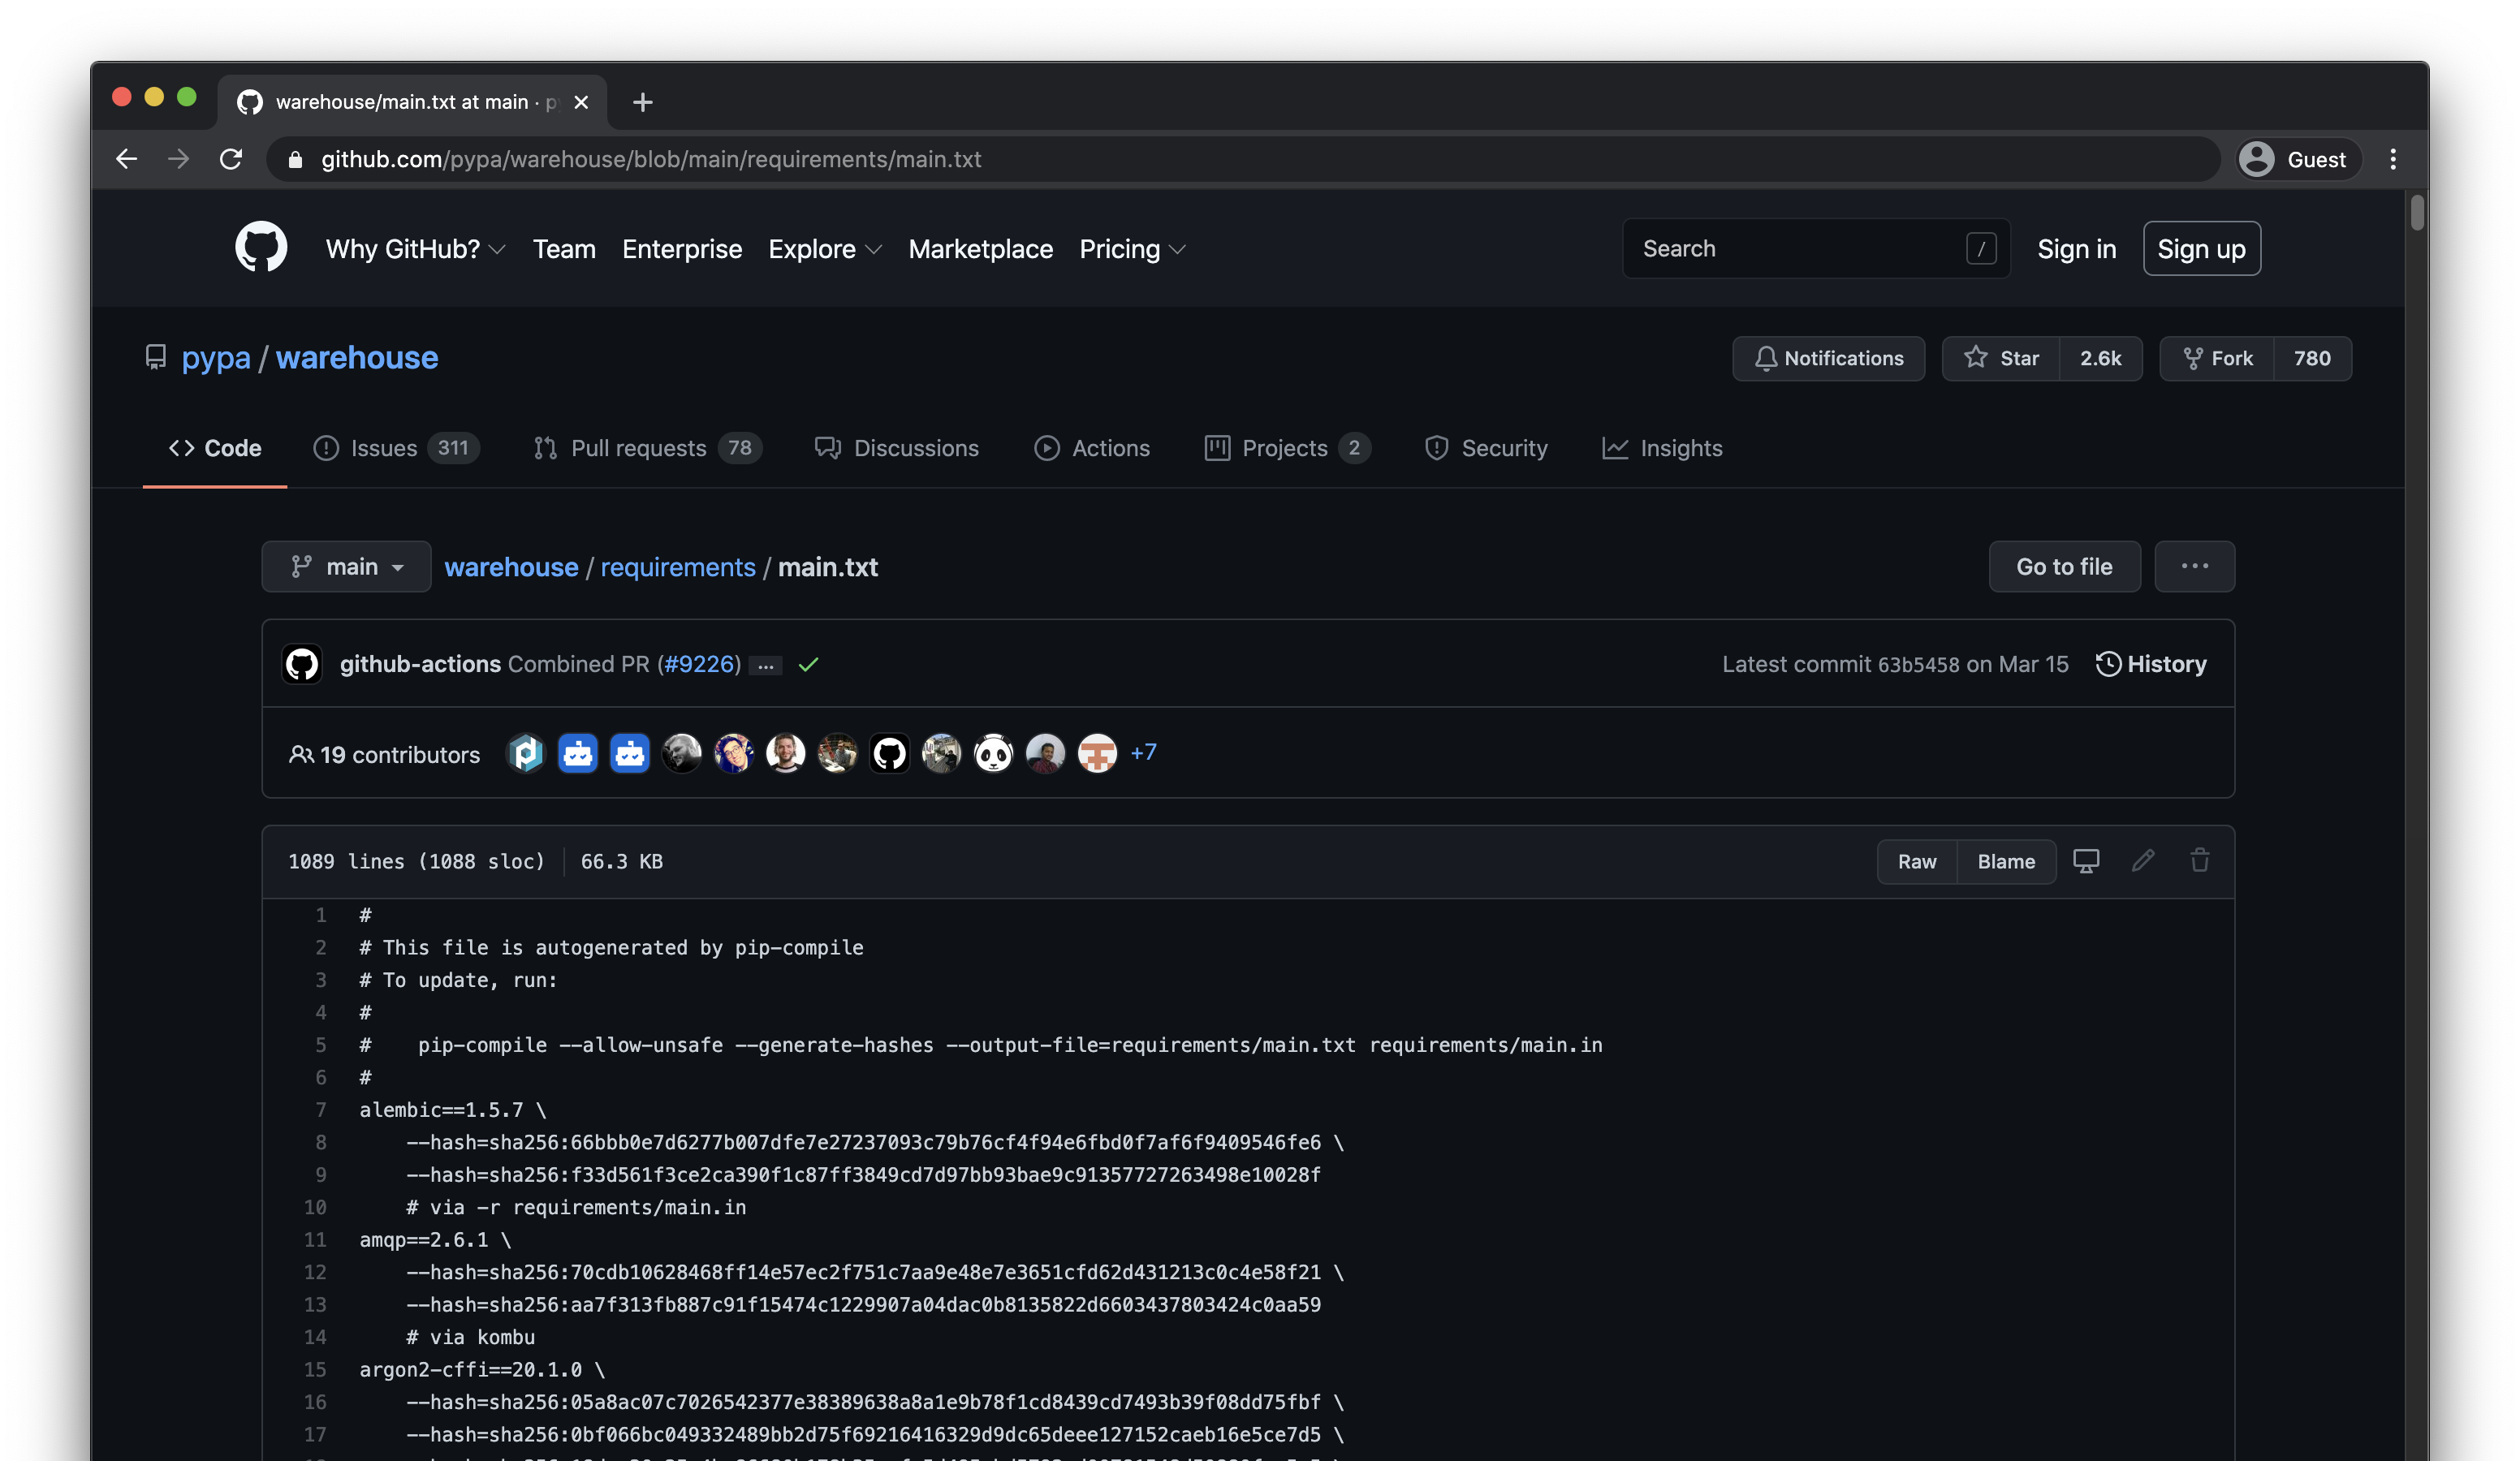 warehouse/main.txt at main · p
github.com/pypa/warehouse/blob/main/requirements/main.txt
Guest
Why GitHub? Team Enterprise Explore Marketplace Pricing
Search /
Sign in
Sign up
pypa / warehouse
Notifications
Star 2.6k
Fork 780
Code
Issues 311
Pull requests 78
Discussions
Actions
Projects 2
Security
Insights
main
warehouse / requirements / main.txt
Go to file
...
github-actions Combined PR (#9226) ...
Latest commit 63b5458 on Mar 15
History
19 contributors
+7
1089 lines (1088 sloc) 66.3 KB
Raw Blame
1 #
2 # This file is autogenerated by pip-compile
3 # To update, run:
4 #
5 #    pip-compile --allow-unsafe --generate-hashes --output-file=requirements/main.txt requirements/main.in
6 #
7 alembic==1.5.7 \
8     --hash=sha256:66bbb0e7d6277b007dfe7e27237093c79b76cf4f94e6fbd0f7af6f9409546fe6 \
9     --hash=sha256:f33d561f3ce2ca390f1c87ff3849cd7d97bb93bae9c91357727263498e10028f
10     # via -r requirements/main.in
11 amqp==2.6.1 \
12     --hash=sha256:70cdb10628468ff14e57ec2f751c7aa9e48e7e3651cfd62d431213c0c4e58f21 \
13     --hash=sha256:aa7f313fb887c91f15474c1229907a04dac0b8135822d6603437803424c0aa59
14     # via kombu
15 argon2-cffi==20.1.0 \
16     --hash=sha256:05a8ac07c7026542377e38389638a8a1e9b78f1cd8439cd7493b39f08dd75fbf \
17     --hash=sha256:0bf066bc049332489bb2d75f69216416329d9dc65deee127152caeb16e5ce7d5 \